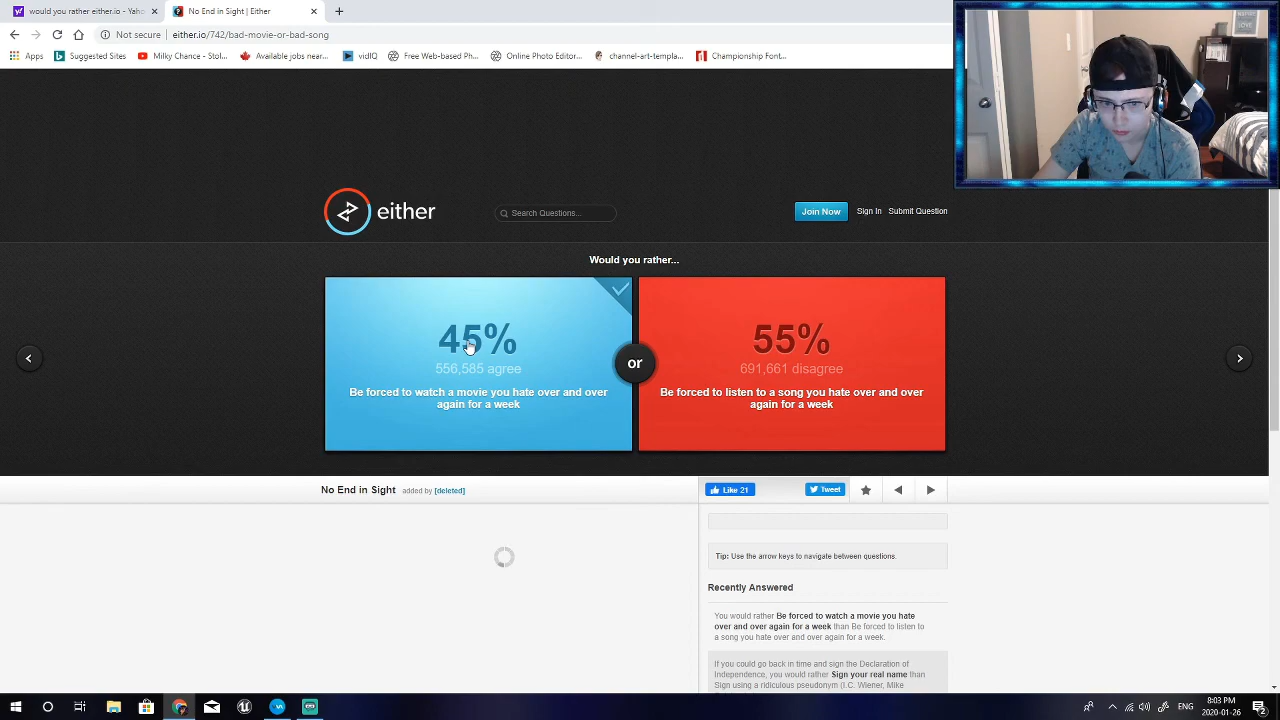 would you rather either.io - Yaho
No End in Sight | Either
Not secure | either.io/742/bad-movie-or-bad-song
Apps
Suggested Sites
Milky Chance - Stol...
Available jobs near...
vidIQ
Free Web-based Ph...
Online Photo Editor...
channel-art-templa...
Championship Font...
either
Search Questions...
Join Now
Sign In
Submit Question
Would you rather...
45%
556,585 agree
Be forced to watch a movie you hate over and over
again for a week
or
55%
691,661 disagree
Be forced to listen to a song you hate over and over
again for a week
No End in Sight added by [deleted]
Like 21
Tweet
Tip: Use the arrow keys to navigate between questions.
Recently Answered
You would rather Be forced to watch a movie you hate
over and over again for a week than Be forced to listen to
a song you hate over and over again for a week.
If you could go back in time and sign the Declaration of
Independence, you would rather Sign your real name than
Sign using a ridiculous pseudonym (I.C. Wiener, Mike
ENG
8:03 PM
2020-01-26
2